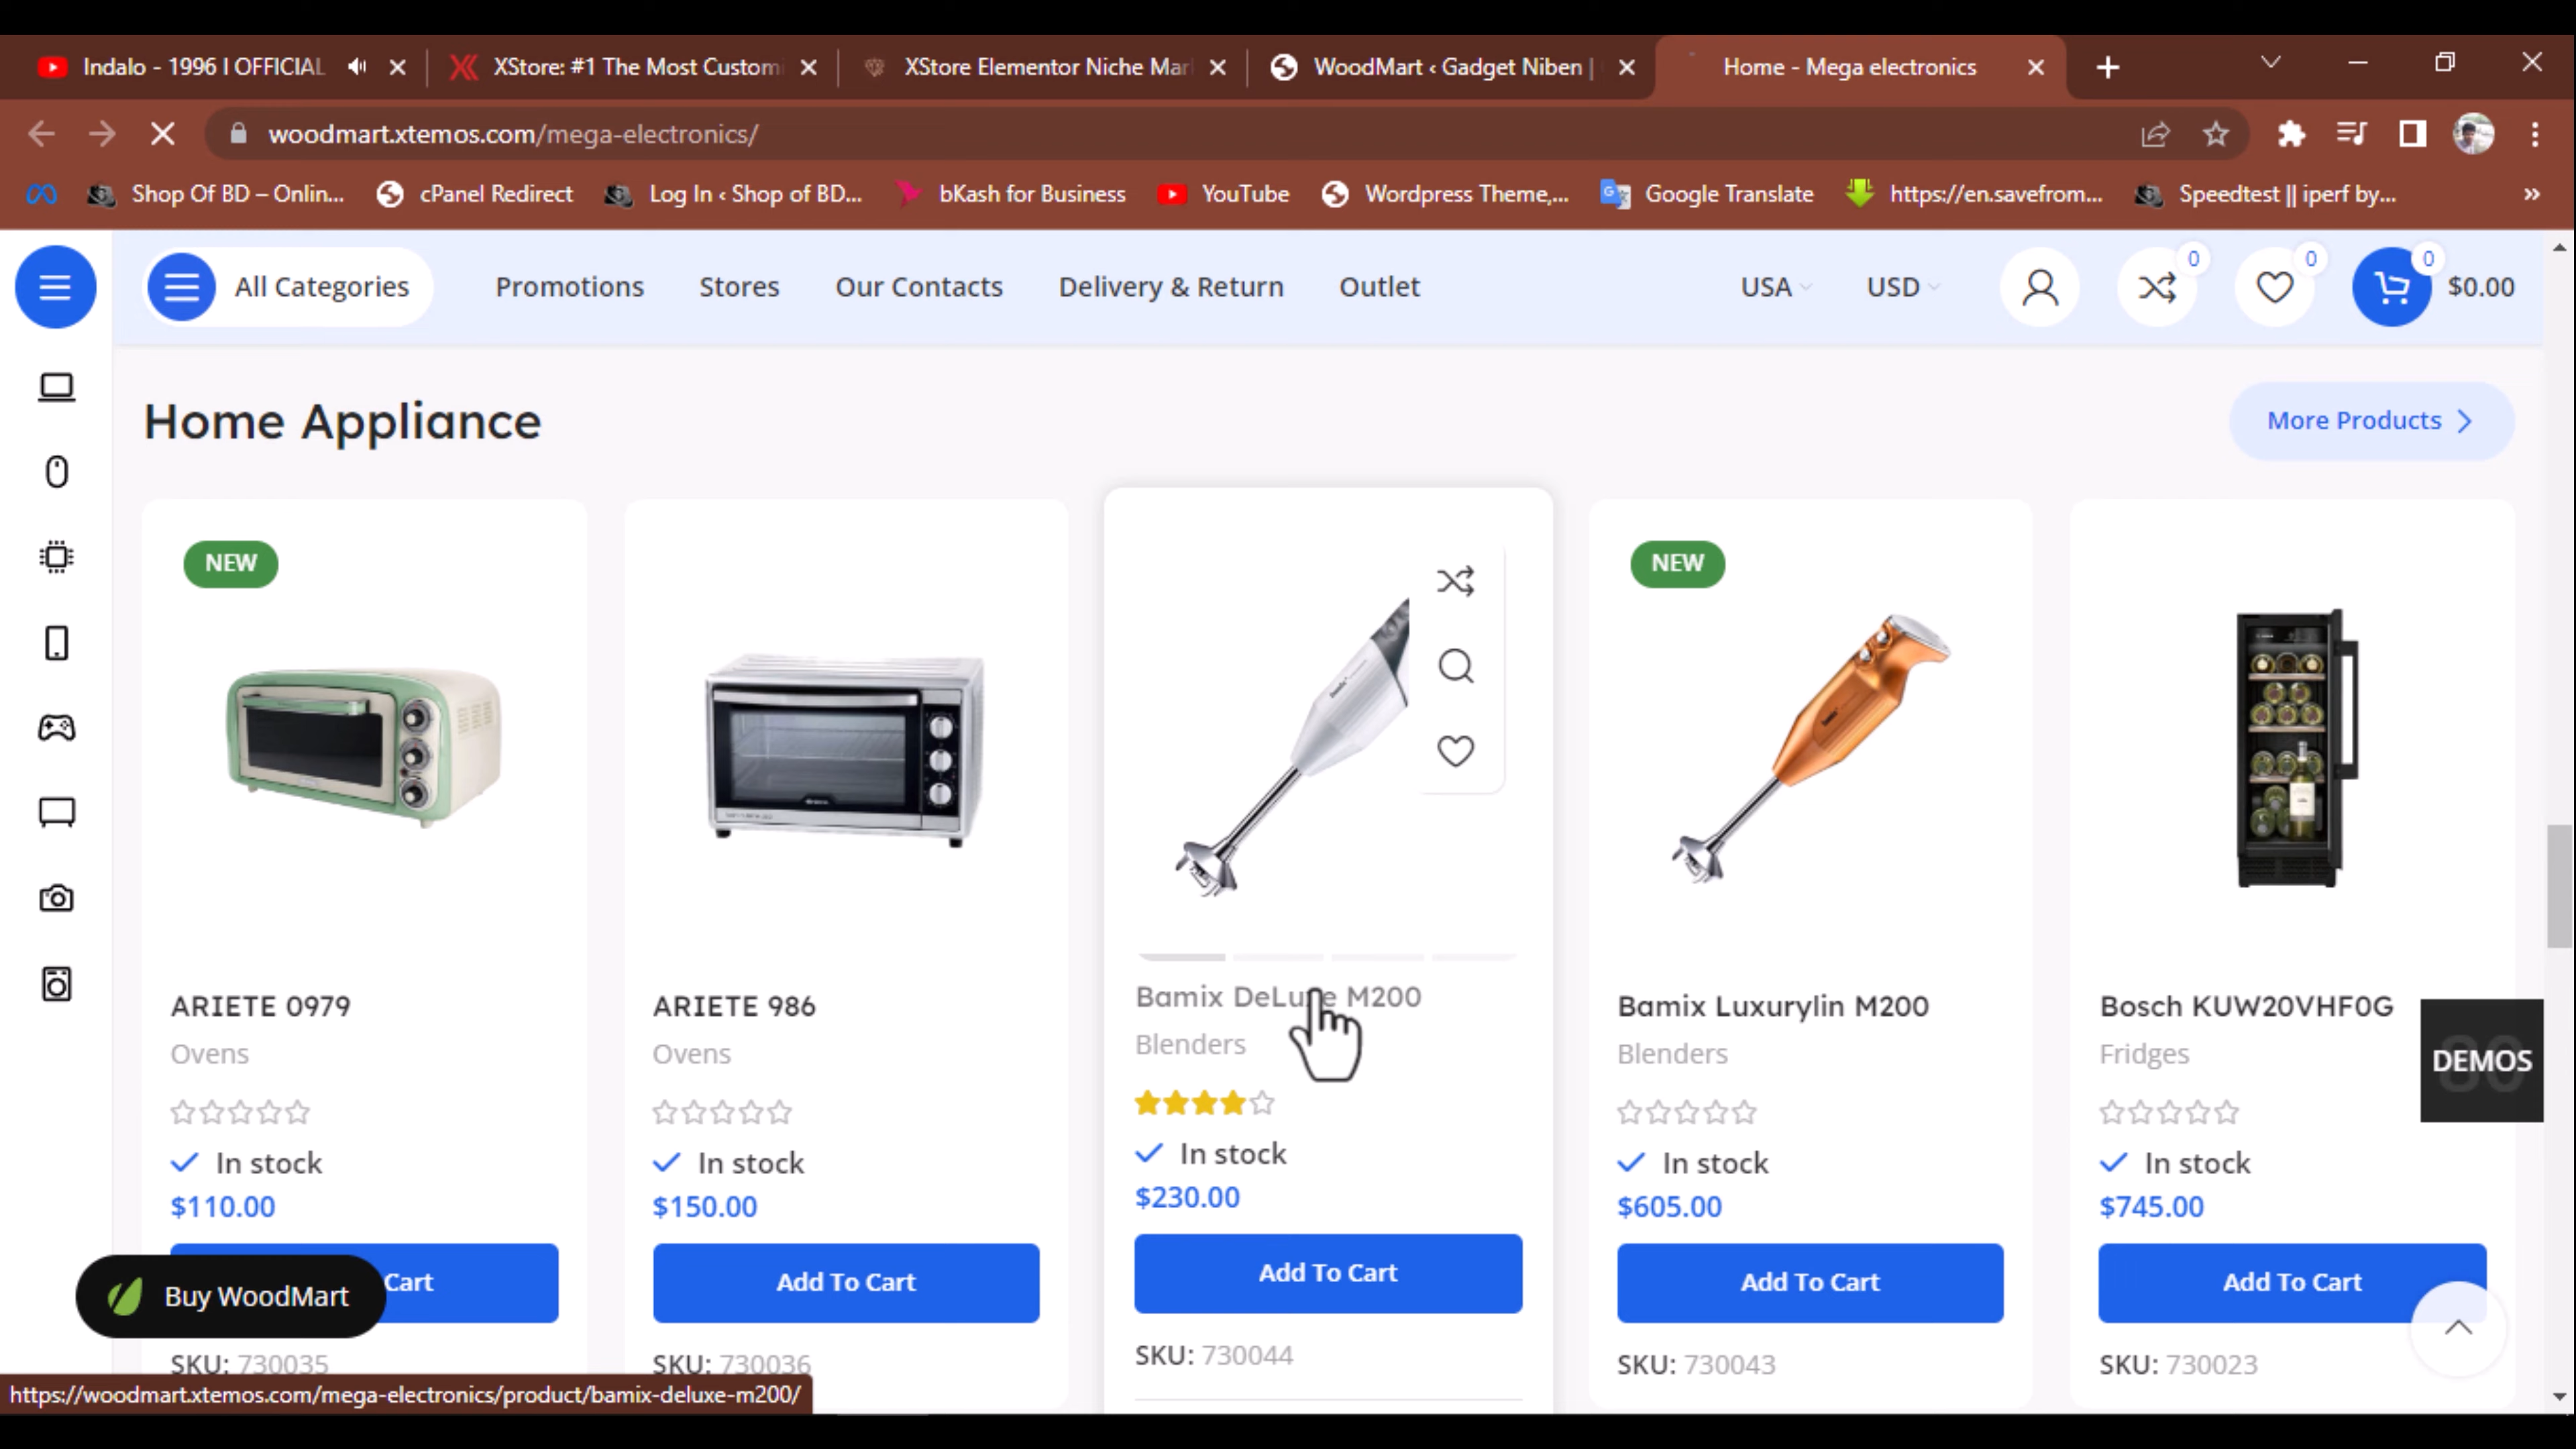 Indalo - 1996 l OFFICIAL
XStore: #1 The Most Customi
XStore Elementor Niche Mar
WoodMart ‹ Gadget Niben |
Home - Mega electronics
woodmart.xtemos.com/mega-electronics/
Shop Of BD – Onlin...
cPanel Redirect
Log In ‹ Shop of BD...
bKash for Business
YouTube
Wordpress Theme,...
Google Translate
https://en.savefrom...
Speedtest || iperf by...
»
All Categories
Promotions
Stores
Our Contacts
Delivery & Return
Outlet
USA
USD
0
0
0
$0.00
Home Appliance
More Products
NEW
ARIETE 0979
Ovens
In stock
$110.00
Cart
SKU: 730035
ARIETE 986
Ovens
In stock
$150.00
Add To Cart
SKU: 730036
Bamix DeLuxe M200
Blenders
In stock
$230.00
Add To Cart
SKU: 730044
NEW
Bamix Luxurylin M200
Blenders
In stock
$605.00
Add To Cart
SKU: 730043
Bosch KUW20VHF0G
Fridges
In stock
$745.00
Add To Cart
SKU: 730023
80
DEMOS
Buy WoodMart
https://woodmart.xtemos.com/mega-electronics/product/bamix-deluxe-m200/